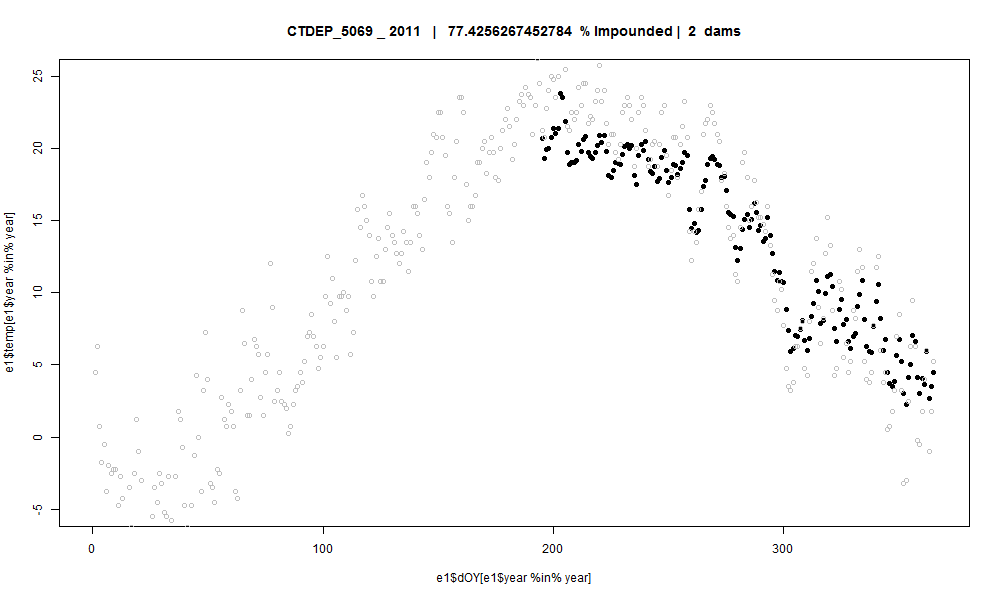 CTDEP_5069 _ 2011 | 77.4256267452784 % Impounded | 2 dams
25
20
15
10
5
0
-5
e1$temp[e1$year %in% year]
0 100 200 300
e1$dOY[e1$year %in% year]